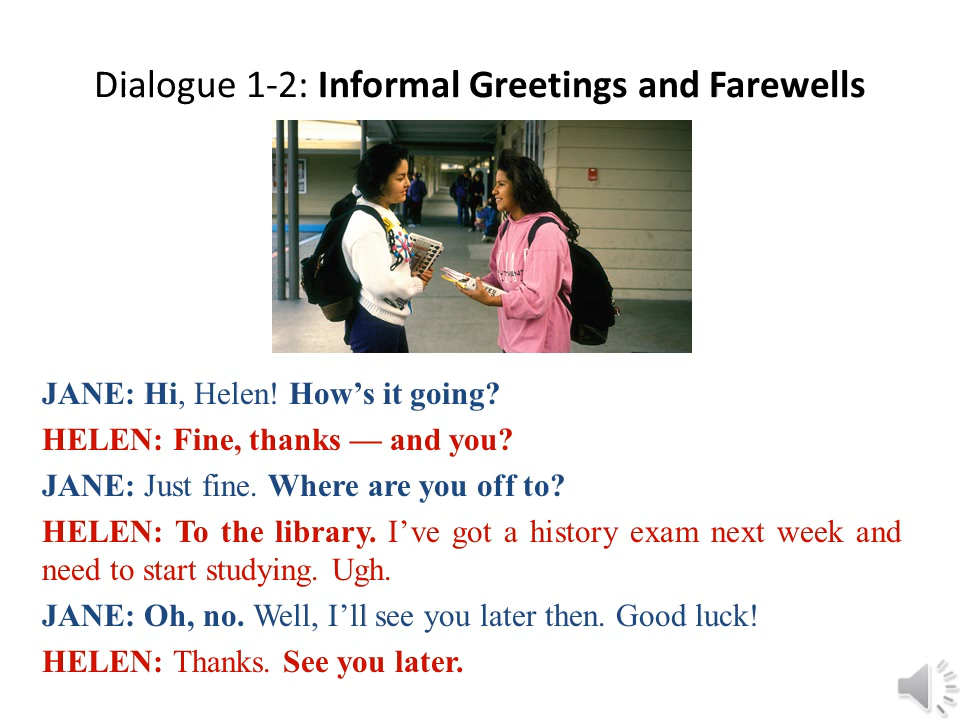 Dialogue 1-2: Informal Greetings and Farewells
JANE: Hi, Helen! How’s it going?
HELEN: Fine, thanks — and you?
JANE: Just fine. Where are you off to?
HELEN: To the library. I’ve got a history exam next week and
need to start studying. Ugh.
JANE: Oh, no. Well, I’ll see you later then. Good luck!
HELEN: Thanks. See you later.